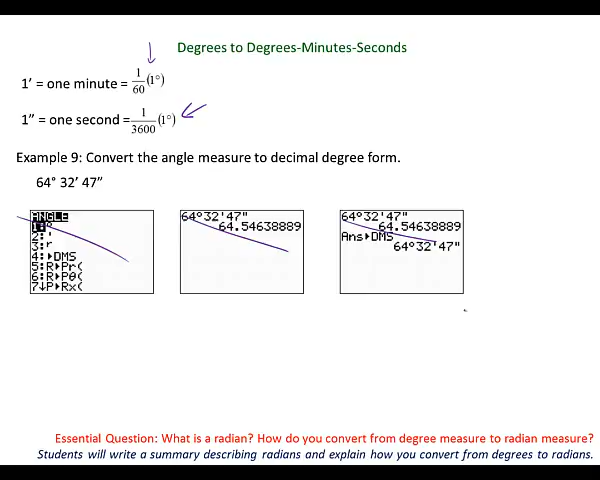 Degrees to Degrees-Minutes-Seconds
1’ = one minute = 1/60 (1°)
1” = one second = 1/3600 (1°)
Example 9: Convert the angle measure to decimal degree form.
64° 32’ 47”
ANGLE
1:°
2:'
3:r
4:►DMS
5:R►Pr(
6:R►Pθ(
7↓P►Rx(
64°32'47"
64.54638889
64°32'47"
64.54638889
Ans►DMS
64°32'47"
Essential Question: What is a radian? How do you convert from degree measure to radian measure?
Students will write a summary describing radians and explain how you convert from degrees to radians.